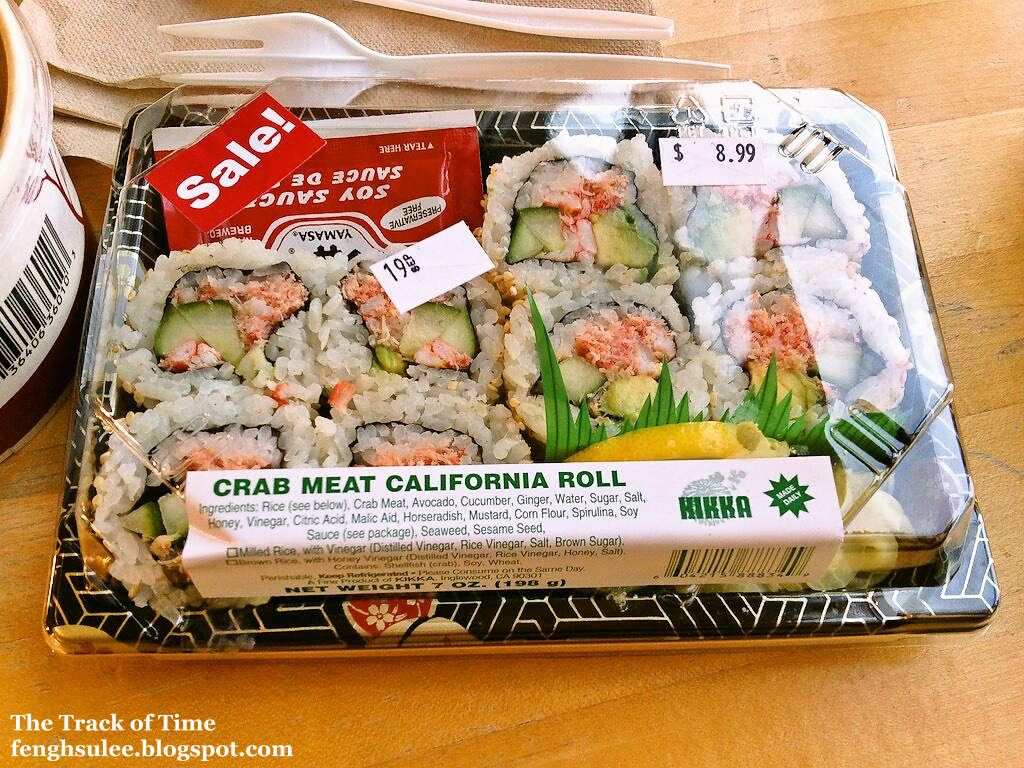 Sale!
$ 8.99
TEAR HERE
SOY SAUCE
SAUCE DE
PRESERVATIVE
FREE
YAMASA
BREWED
19 SEP
36400 36010 5
CRAB MEAT CALIFORNIA ROLL
Ingredients: Rice (see below), Crab Meat, Avocado, Cucumber, Ginger, Water, Sugar, Salt,
Honey, Vinegar, Citric Acid, Malic Aid, Horseradish, Mustard, Corn Flour, Spirulina, Soy
Sauce (see package), Seaweed, Sesame Seed,
Milled Rice, with Vinegar (Distilled Vinegar, Rice Vinegar, Salt, Brown Sugar).
Brown Rice, with Honey Vinegar (Distilled Vinegar, Rice Vinegar, Honey, Salt).
Contains: Shellfish (crab), Soy, Wheat.
Perishable, Keep Refrigerated • Please Consume on the Same Day.
A Fine Product of KIKKA, Inglewood, CA 90301
NET WEIGHT 7 OZ. (198 g)
KIKKA
MADE
DAILY
The Track of Time
fenghsulee.blogspot.com